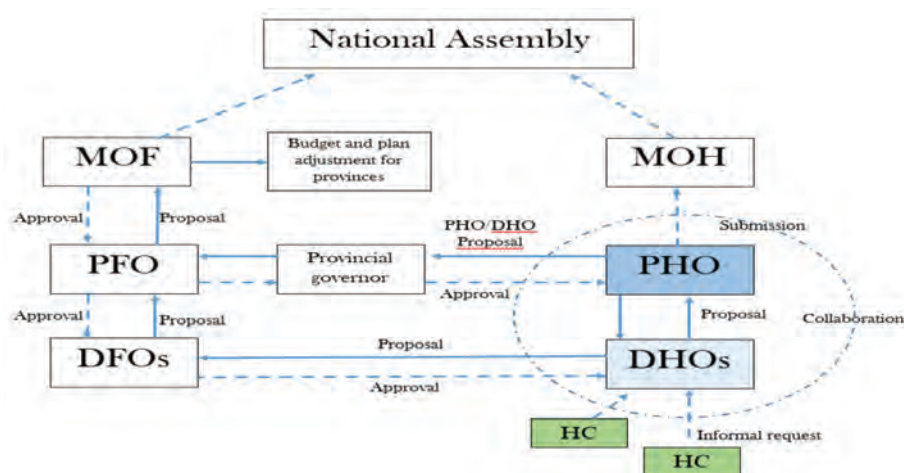 National Assembly
MOF
Budget and plan
adjustment for
provinces
MOH
Approval
Proposal
PHO/DHO
Proposal
Submission
PFO
Provincial
governor
PHO
Approval
Approval
Proposal
Proposal
Collaboration
DFOs
Proposal
DHOs
Approval
HC
Informal request
HC